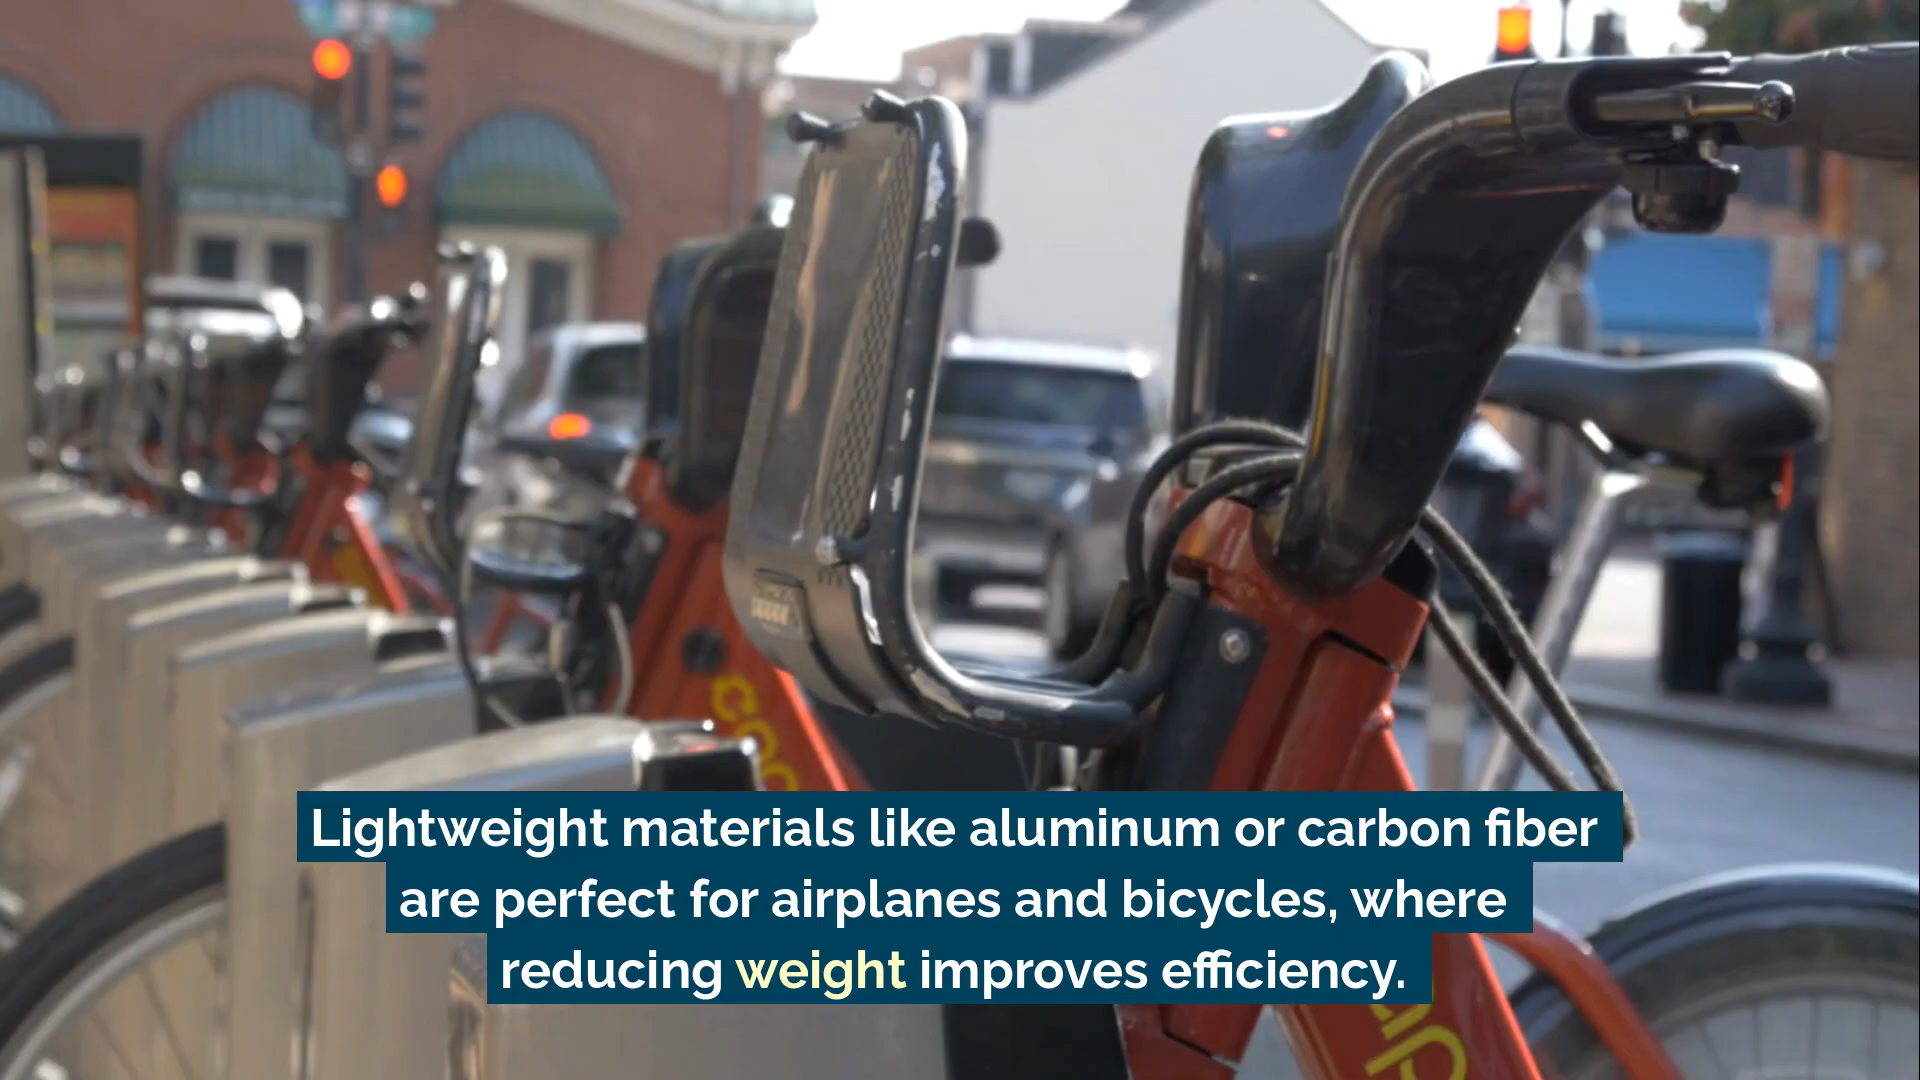 Lightweight materials like aluminum or carbon fiber
are perfect for airplanes and bicycles, where
reducing weight improves efficiency.